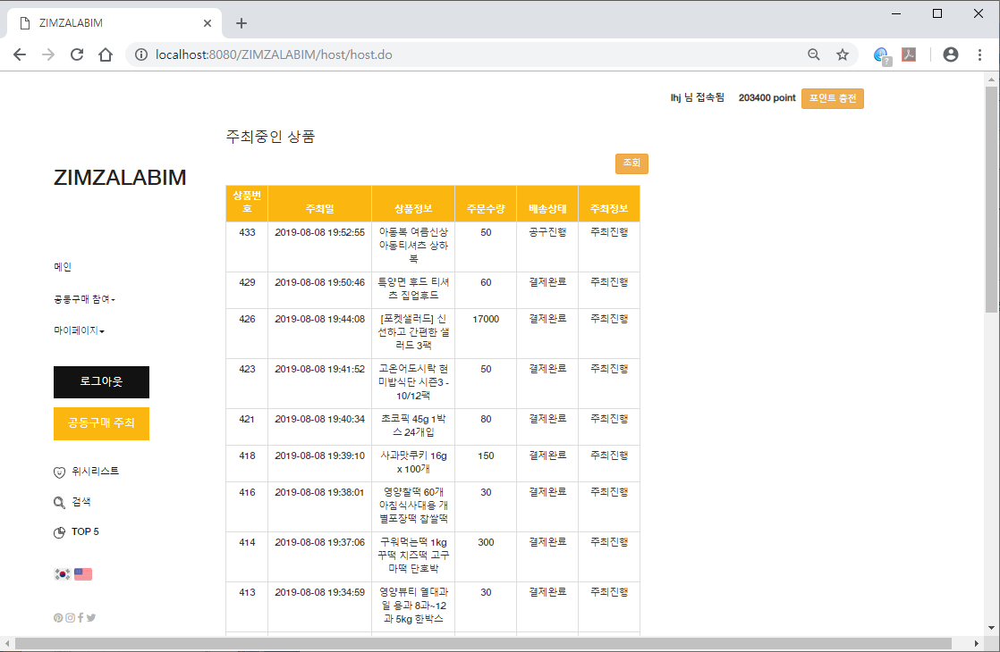 ZIMZALABIM
localhost:8080/ZIMZALABIM/host/host.do
lhj 님 접속됨 203400 point 포인트 충전
주최중인 상품
조회
ZIMZALABIM
메인
공동구매 참여
마이페이지
로그아웃
공동구매 주최
위시리스트
검색
TOP 5
상품번
호 주최일 상품정보 주문수량 배송상태 주최정보
433 2019-08-08 19:52:55 아동복 여름신상 50 공구진행 주최진행
아동티셔츠 상하
복
429 2019-08-08 19:50:46 특양면 후드 티셔 60 결제완료 주최진행
츠 집업후드
426 2019-08-08 19:44:08 [포켓샐러드] 신 17000 결제완료 주최진행
선하고 간편한 샐
러드 3팩
423 2019-08-08 19:41:52 고온어도시락 현 50 결제완료 주최진행
미밥식단 시즌3 -
10/12팩
421 2019-08-08 19:40:34 초코픽 45g 1박 80 결제완료 주최진행
스 24개입
418 2019-08-08 19:39:10 사과맛쿠키 16g 150 결제완료 주최진행
x 100개
416 2019-08-08 19:38:01 영양찰떡 60개 30 결제완료 주최진행
아침식사대용 개
별포장떡 찹쌀떡
414 2019-08-08 19:37:06 구워먹는떡 1kg 300 결제완료 주최진행
꾸떡 치즈떡 고구
마떡 단호박
413 2019-08-08 19:34:59 영양뷰티 열대과 30 결제완료 주최진행
일 용과 8과~12
과 5kg 한박스